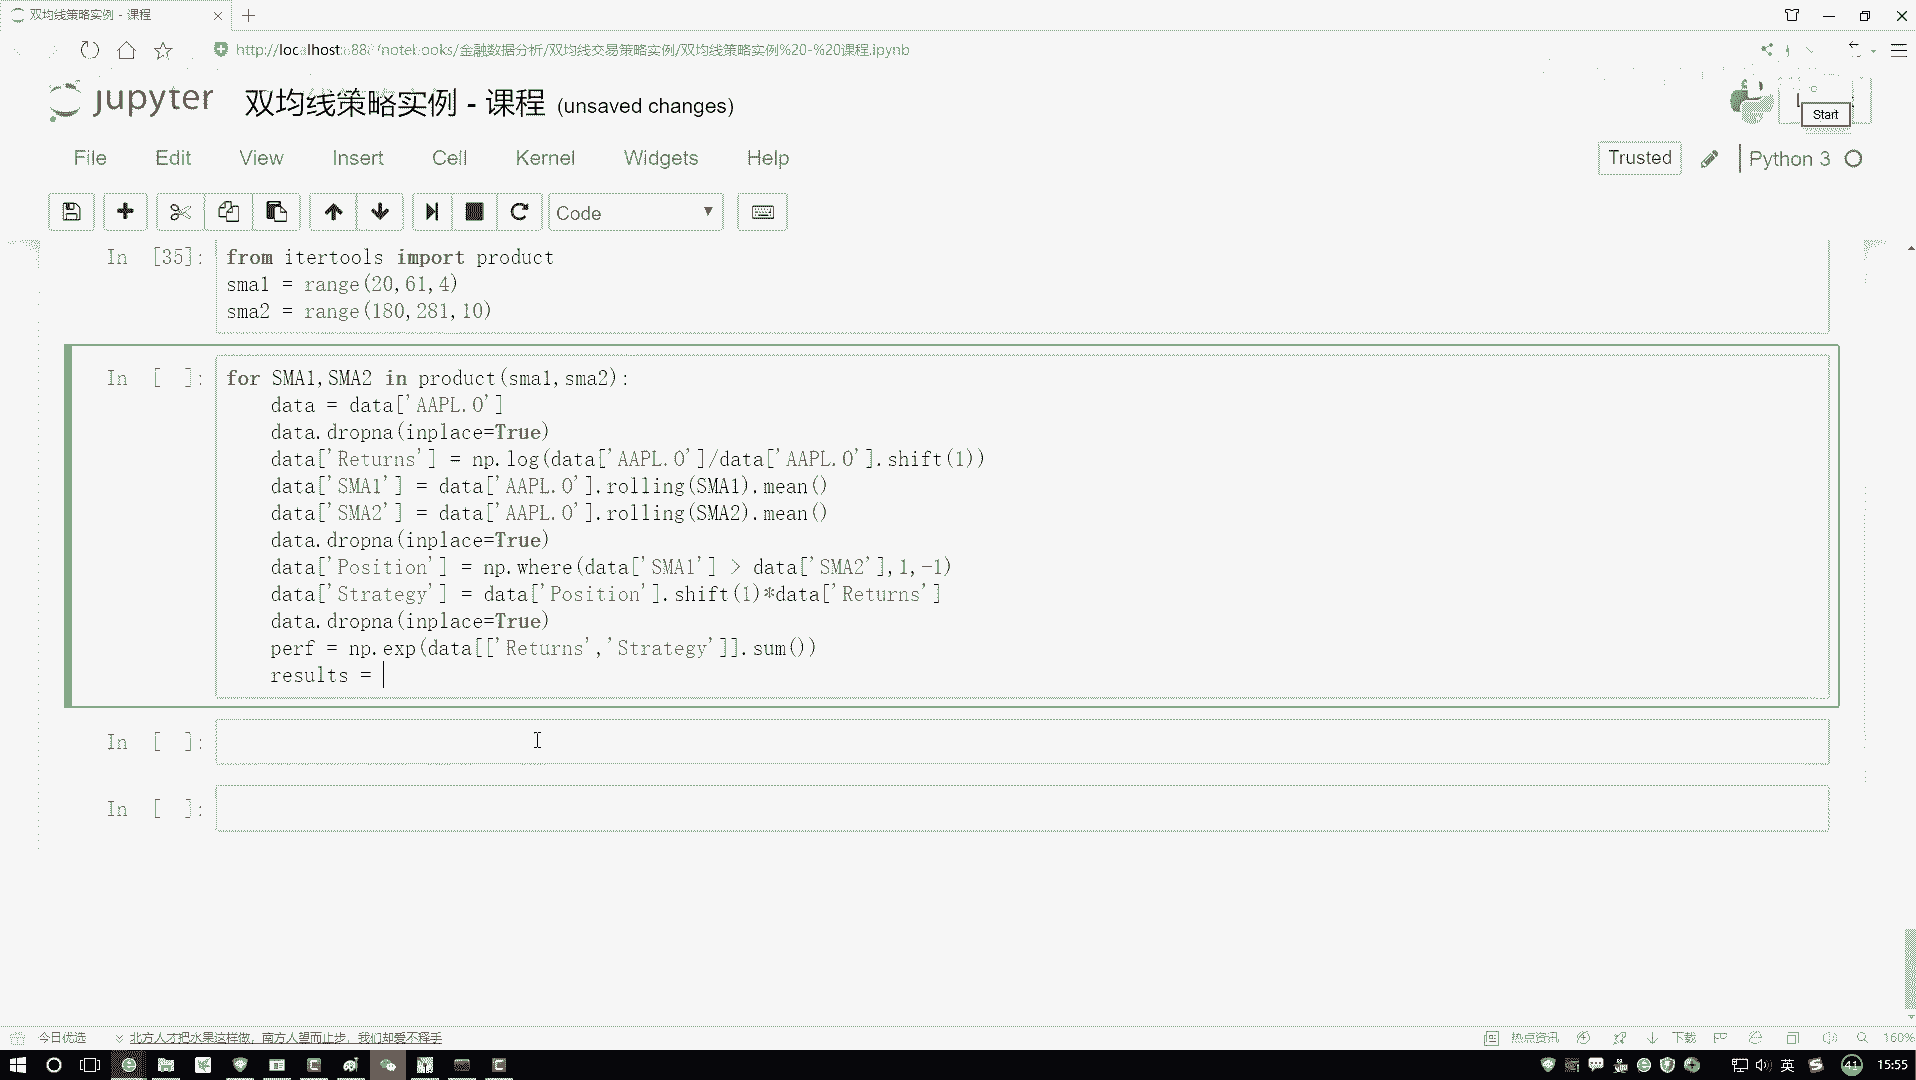 双均线策略实例 - 课程
http://localhost:88 /notebooks/金融数据分析/双均线交易策略实例/双均线策略实例%20-%20课程.ipynb
jupyter 双均线策略实例 - 课程 (unsaved changes)
Start
File Edit View Insert Cell Kernel Widgets Help
Trusted Python 3
Code
In [35]: from itertools import product
sma1 = range(20,61,4)
sma2 = range(180,281,10)
In [ ]: for SMA1,SMA2 in product(sma1,sma2):
data = data['AAPL.O']
data.dropna(inplace=True)
data['Returns'] = np.log(data['AAPL.O']/data['AAPL.O'].shift(1))
data['SMA1'] = data['AAPL.O'].rolling(SMA1).mean()
data['SMA2'] = data['AAPL.O'].rolling(SMA2).mean()
data.dropna(inplace=True)
data['Position'] = np.where(data['SMA1'] > data['SMA2'],1,-1)
data['Strategy'] = data['Position'].shift(1)*data['Returns']
data.dropna(inplace=True)
perf = np.exp(data[['Returns','Strategy']].sum())
results =
In [ ]:
In [ ]:
今日优选 北方人才把水果这样做，南方人望而止步，我们却爱不释手
热点资讯 下载 160%
英 41 15:55